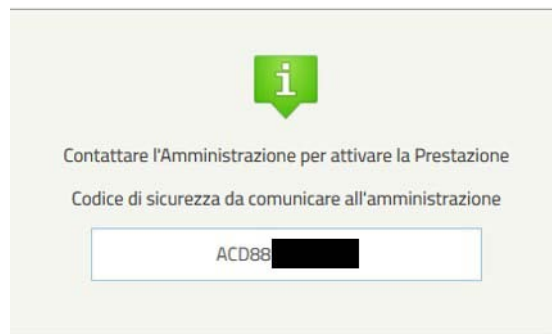 i
Contattare l'Amministrazione per attivare la Prestazione
Codice di sicurezza da comunicare all'amministrazione
ACD88